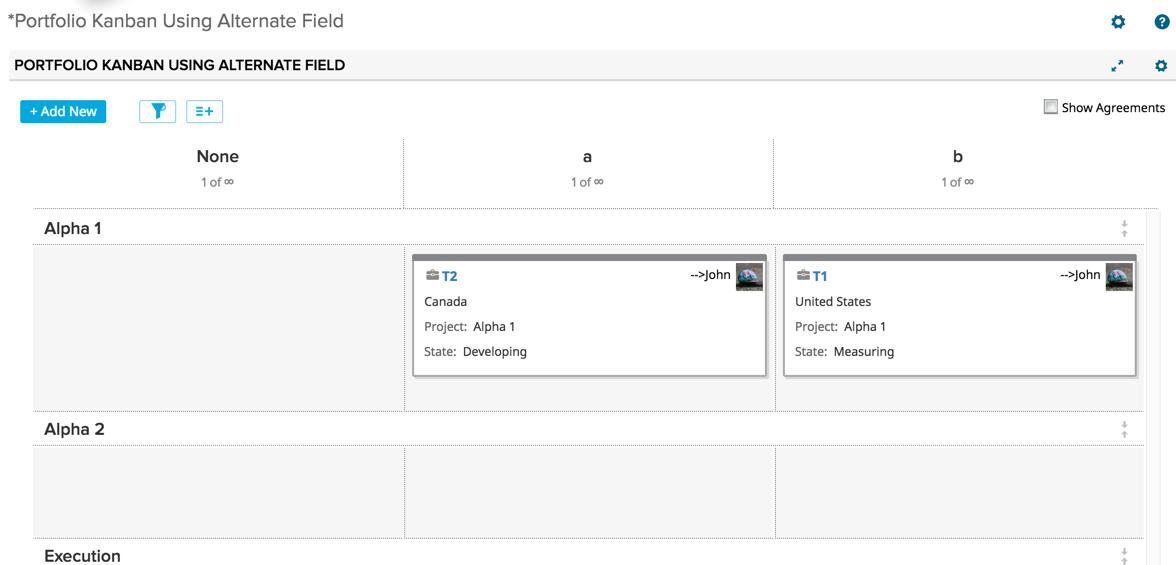 *Portfolio Kanban Using Alternate Field
PORTFOLIO KANBAN USING ALTERNATE FIELD
+ Add New
Show Agreements
None a b
1 of ∞ 1 of ∞ 1 of ∞
Alpha 1
T2 -->John T1 -->John
Canada United States
Project: Alpha 1 Project: Alpha 1
State: Developing State: Measuring
Alpha 2
Execution